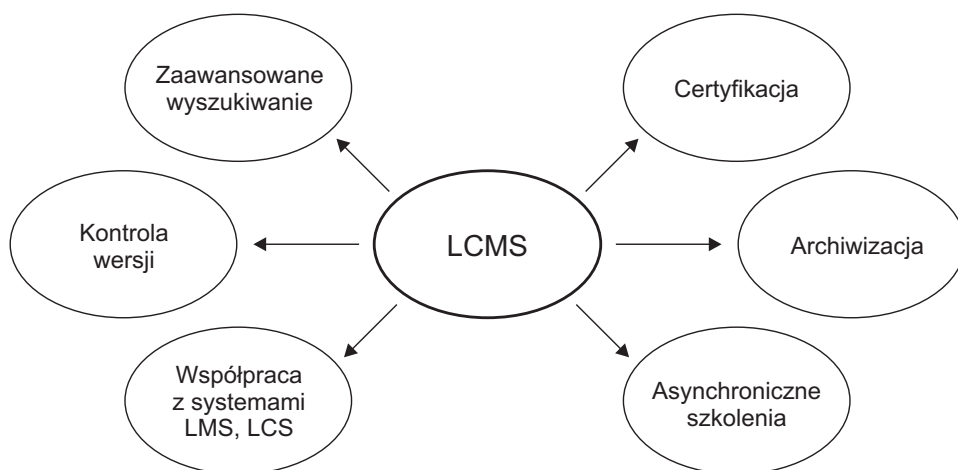 Zaawansowane
wyszukiwanie
Certyfikacja
Kontrola
wersji
LCMS
Archiwizacja
Współpraca
z systemami
LMS, LCS
Asynchroniczne
szkolenia